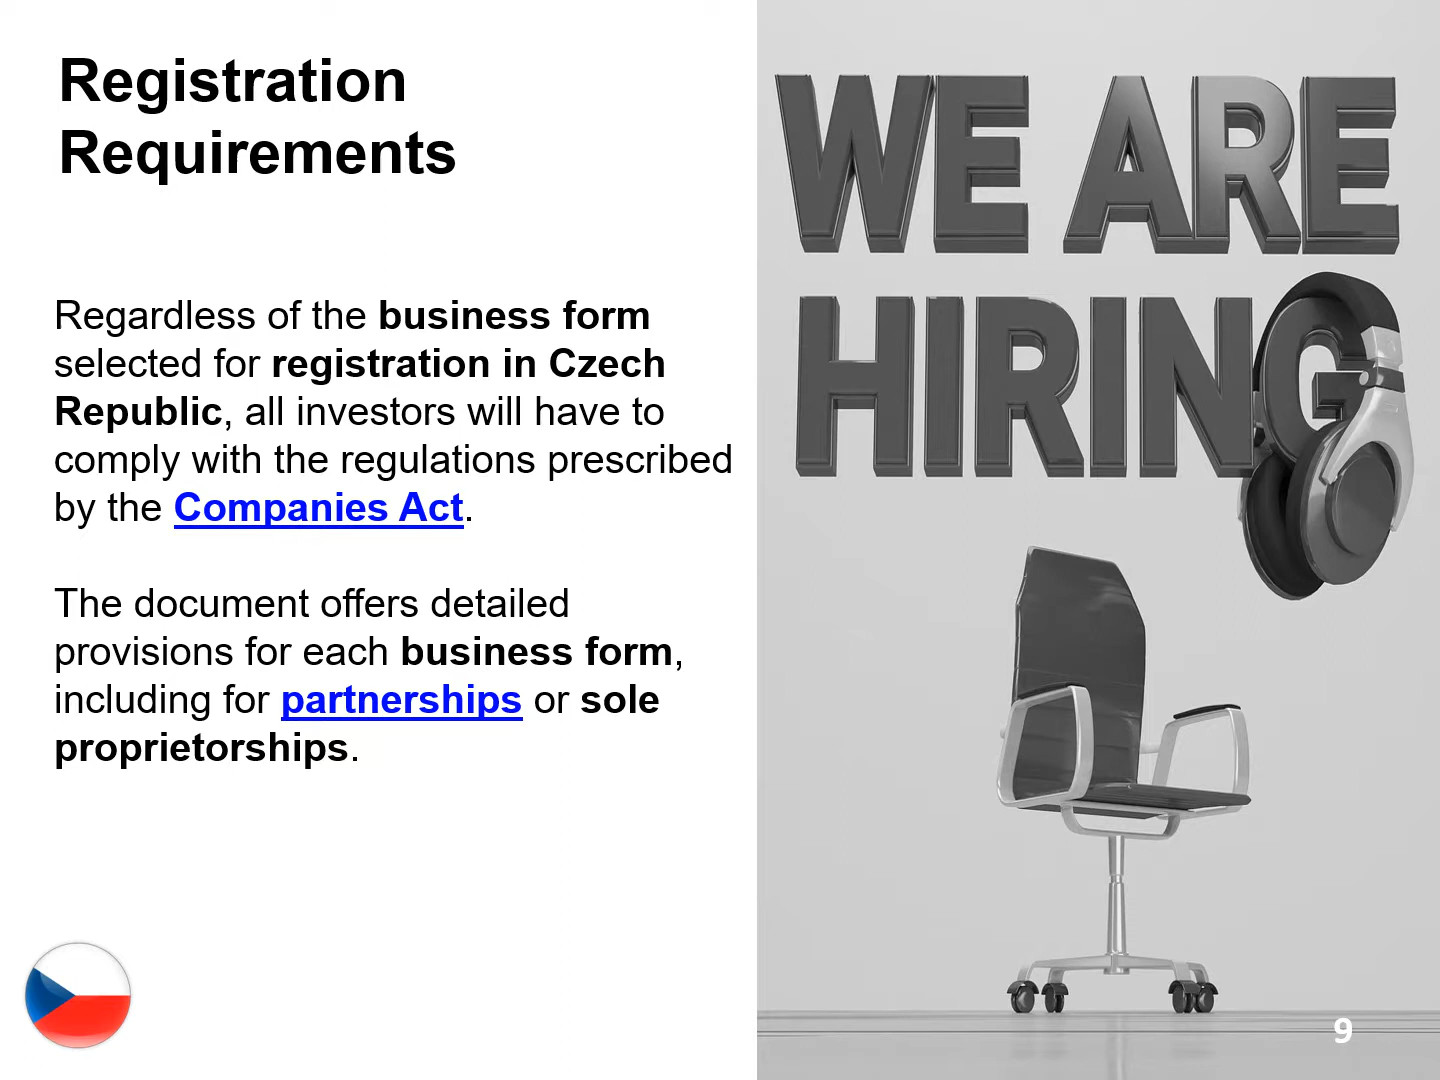 Registration
Requirements
Regardless of the business form
selected for registration in Czech
Republic, all investors will have to
comply with the regulations prescribed
by the Companies Act.
The document offers detailed
provisions for each business form,
including for partnerships or sole
proprietorships.
WE ARE
HIRING
9